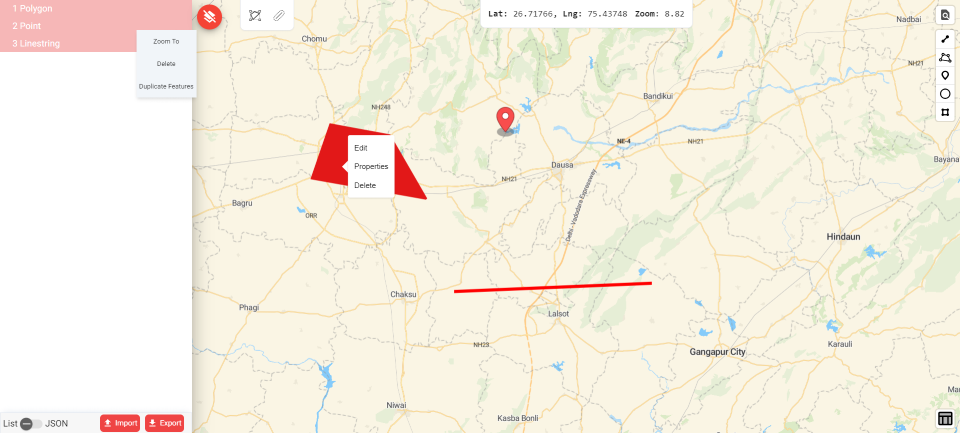 1 Polygon
2 Point
3 Linestring
Zoom To
Delete
Duplicate Features
Lat: 26.71766, Lng: 75.43748 Zoom: 8.82
Nadbai
Chomu
NH21
NH248
Bandikui
NE-4
NH21
Edit
Properties
Delete
Dausa
Bayana
NH21
Bagru
ORR
Delhi - Vadodara Expressway
Hindaun
Chaksu
Phagi
Lalsot
NH23
Gangapur City
Karauli
Niwai
Kasba Bonli
Man
List
JSON
Import
Export